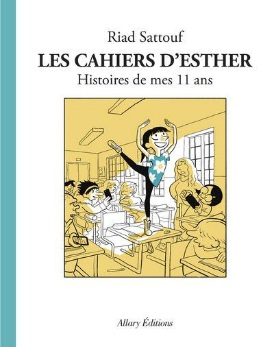 Riad Sattouf
LES CAHIERS D'ESTHER
Histoires de mes 11 ans
Allary Éditions